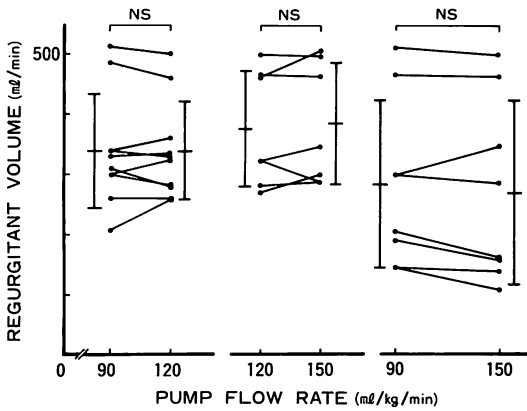 NS NS NS
500
REGURGITANT VOLUME (ml/min)
0 90 120 120 150 90 150
PUMP FLOW RATE (ml/kg/min)